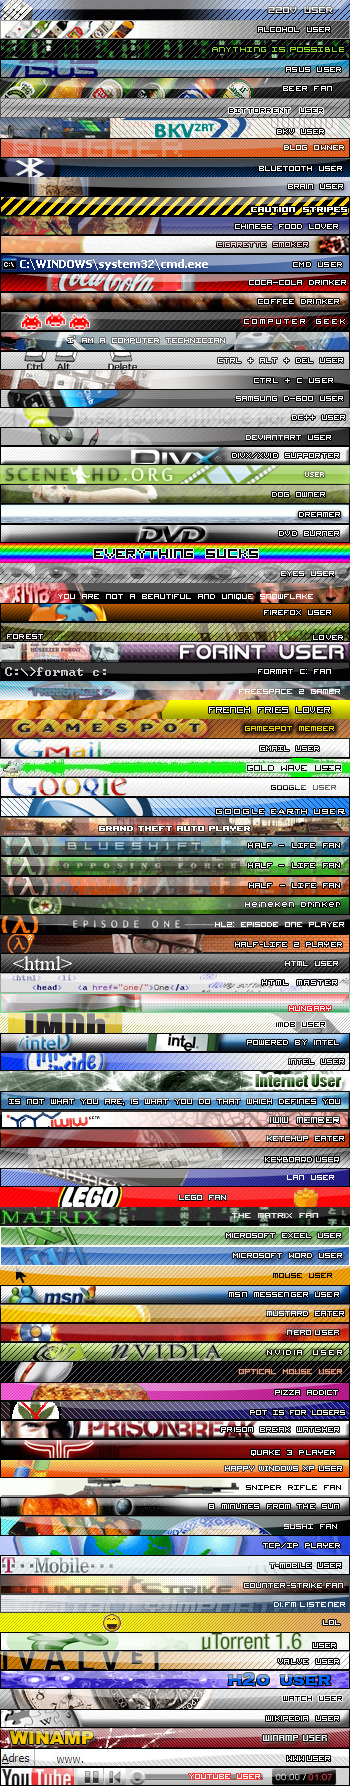 220V USER
ALCOHOL USER
ANYTHING IS POSSIBLE
ASUS ASUS USER
BEER FAN
BITTORRENT USER
BKV ZRT BKV USER
BLOGGER BLOG OWNER
BLUETOOTH USER
BRAIN USER
CAUTION STRIPES
CHINESE FOOD LOVER
CIGARETTE SMOKER
C:\ C:\WINDOWS\system32\cmd.exe CMD USER
Coca-Cola COCA-COLA DRINKER
COFFEE DRINKER
COMPUTER GEEK
I AM A COMPUTER TECHNICIAN
Ctrl Alt Delete CTRL + ALT + DEL USER
CTRL + C USER
SAMSUNG D-600 USER
DC++ USER
DEVIANTART USER
DIVX DIVX/XVID SUPPORTER
SCENEHD.ORG USER
DOG OWNER
DREAMER
DVD DVD BURNER
EVERYTHING SUCKS
EYES USER
YOU ARE NOT A BEAUTIFUL AND UNIQUE SNOWFLAKE
FIREFOX USER
FOREST LOVER
FORINT USER
C:\>format c: FORMAT C: FAN
FREESPACE 2 GAMER
FRENCH FRIES LOVER
GAMESPOT GAMESPOT MEMBER
Gmail GMAIL USER
GOLD WAVE USER
Google GOOGLE USER
GOOGLE EARTH USER
GRAND THEFT AUTO PLAYER
BLUESHIFT HALF - LIFE FAN
OPPOSING FORCE HALF - LIFE FAN
HALF - LIFE FAN
Heineken Drinker
EPISODE ONE HL2: EPISODE ONE PLAYER
HALF-LIFE 2 PLAYER
<html> HTML USER
<html> <li>
<head> <a href="one/">One</a> HTML MASTER
HUNGARY
IMDb IMDB USER
intel intel POWERED BY INTEL
intel inside INTEL USER
Internet User
IS NOT WHAT YOU ARE, IS WHAT YOU DO THAT WHICH DEFINES YOU
iwiw IWIW MEMBER
KETCHUP EATER
KEYBOARD USER
LAN USER
LEGO LEGO FAN
MATRIX THE MATRIX FAN
MICROSOFT EXCEL USER
MICROSOFT WORD USER
MOUSE USER
msn MSN MESSENGER USER
MUSTARD EATER
NERO USER
NVIDIA NVIDIA USER
OPTICAL MOUSE USER
PIZZA ADDICT
POT IS FOR LOSERS
PRISON BREAK PRISON BREAK WATCHER
QUAKE 3 PLAYER
HAPPY WINDOWS XP USER
SNIPER RIFLE FAN
8 MINUTES FROM THE SUN
SUSHI FAN
TCP/IP PLAYER
T-Mobile T-MOBILE USER
COUNTER-STRIKE COUNTER-STRIKE FAN
DI.FM LISTENER
LOL
µTorrent 1.6 USER
VALVE VALVE USER
H2O USER
WATCH USER
WIKIPEDIA USER
WINAMP WINAMP USER
Adres www. WWW USER
YouTube YOUTUBE USER 00:00 / 01:07